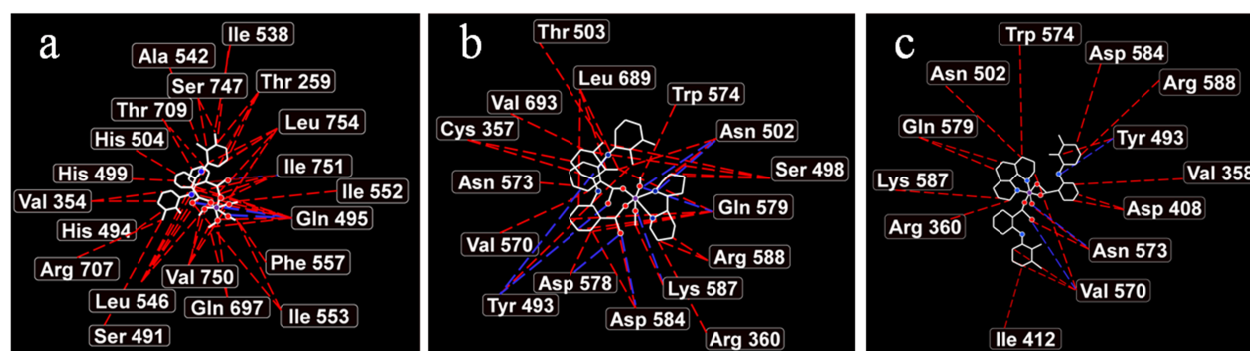 a
Ile 538
Ala 542
Ser 747
Thr 259
Thr 709
Leu 754
His 504
Ile 751
His 499
Ile 552
Val 354
Gln 495
His 494
Phe 557
Arg 707
Val 750
Leu 546
Gln 697
Ile 553
Ser 491
b
Thr 503
Leu 689
Val 693
Trp 574
Cys 357
Asn 502
Ser 498
Asn 573
Gln 579
Val 570
Arg 588
Asp 578
Lys 587
Tyr 493
Asp 584
Arg 360
c
Trp 574
Asp 584
Asn 502
Arg 588
Gln 579
Tyr 493
Val 358
Lys 587
Asp 408
Arg 360
Asn 573
Val 570
Ile 412